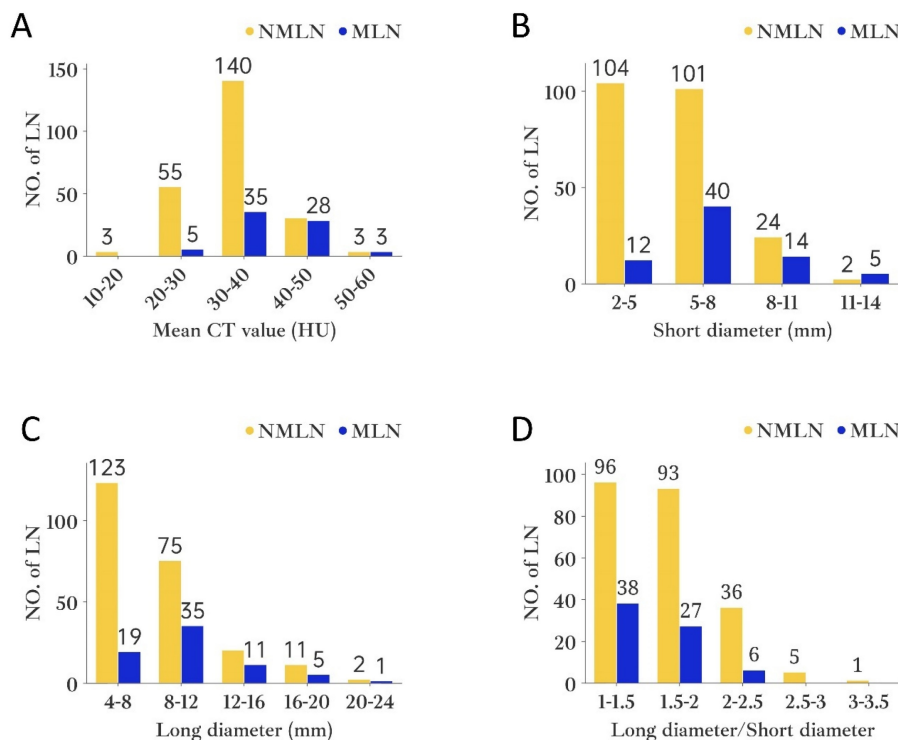 A
NMLN MLN
NO. of LN
150
100
50
0
3
55
5
140
35
28
3 3
10-20 20-30 30-40 40-50 50-60
Mean CT value (HU)
B
NMLN MLN
NO. of LN
100
50
0
104
12
101
40
24
14
2
5
2-5 5-8 8-11 11-14
Short diameter (mm)
C
NMLN MLN
NO. of LN
100
50
0
123
19
75
35
11
11
5
2 1
4-8 8-12 12-16 16-20 20-24
Long diameter (mm)
D
NMLN MLN
NO. of LN
100
80
60
40
20
0
96
38
93
27
36
6
5
1
1-1.5 1.5-2 2-2.5 2.5-3 3-3.5
Long diameter/Short diameter